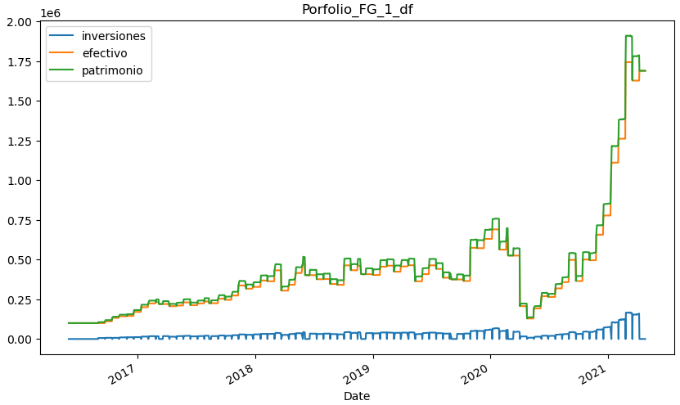 Porfolio_FG_1_df
1e6
2.00
1.75
1.50
1.25
1.00
0.75
0.50
0.25
0.00
inversiones
efectivo
patrimonio
2017
2018
2019
2020
2021
Date